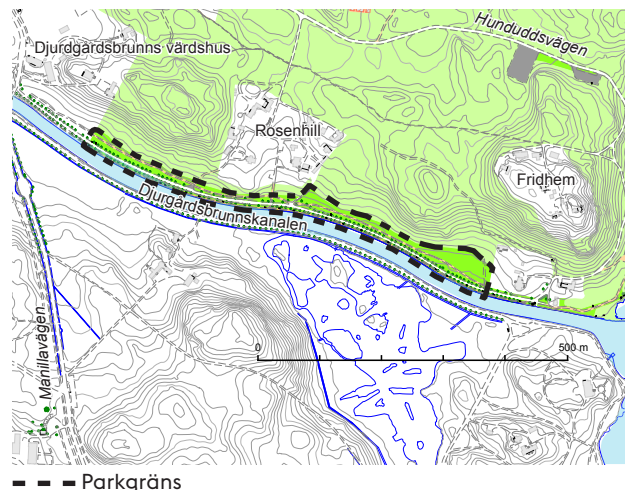 Hunduddsvägen
Djurgårdsbrunns värdshus
Rosenhill
Fridhem
Djurgårdsbrunnskanalen
Manillavägen
0 500 m
Parkgräns